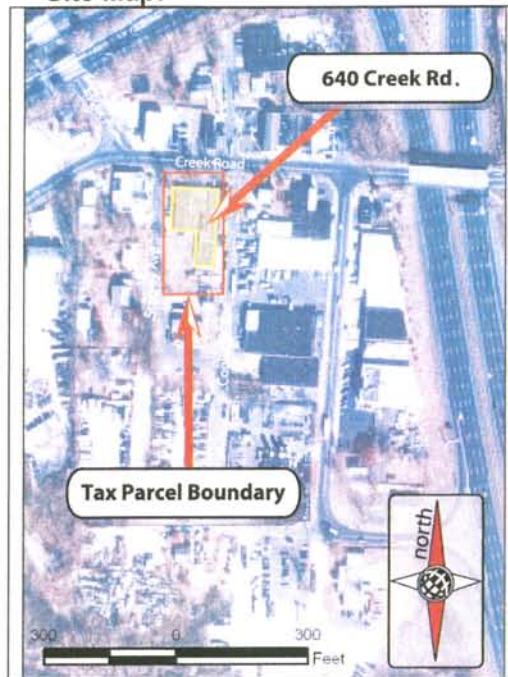 640 Creek Rd.
Creek Road
Tax Parcel Boundary
north
300 0 300
Feet